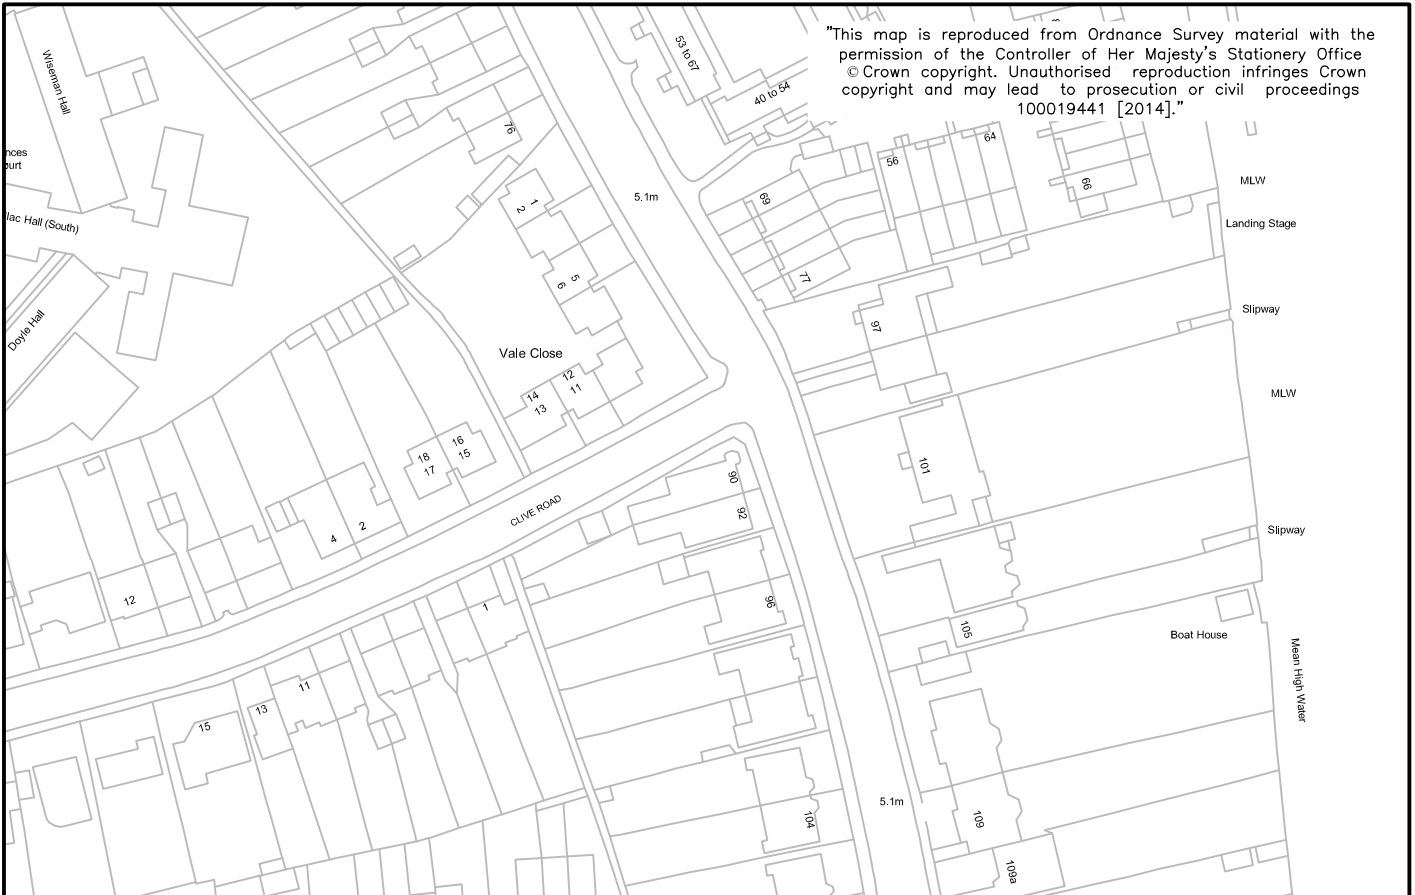 "This map is reproduced from Ordnance Survey material with the
permission of the Controller of Her Majesty's Stationery Office
© Crown copyright. Unauthorised reproduction infringes Crown
copyright and may lead to prosecution or civil proceedings
100019441 [2014]."
Wiseman Hall
53 to 67
40 to 54
76
64
56
66
MLW
nces
ourt
lac Hall (South)
1
2
5.1m
69
Landing Stage
77
5
6
Slipway
97
Doyle Hall
Vale Close
12
11
14
13
MLW
16
15
18
17
101
90
92
CLIVE ROAD
2
4
Slipway
12
1
96
105
Boat House
Mean High Water
11
13
15
5.1m
104
109
109a